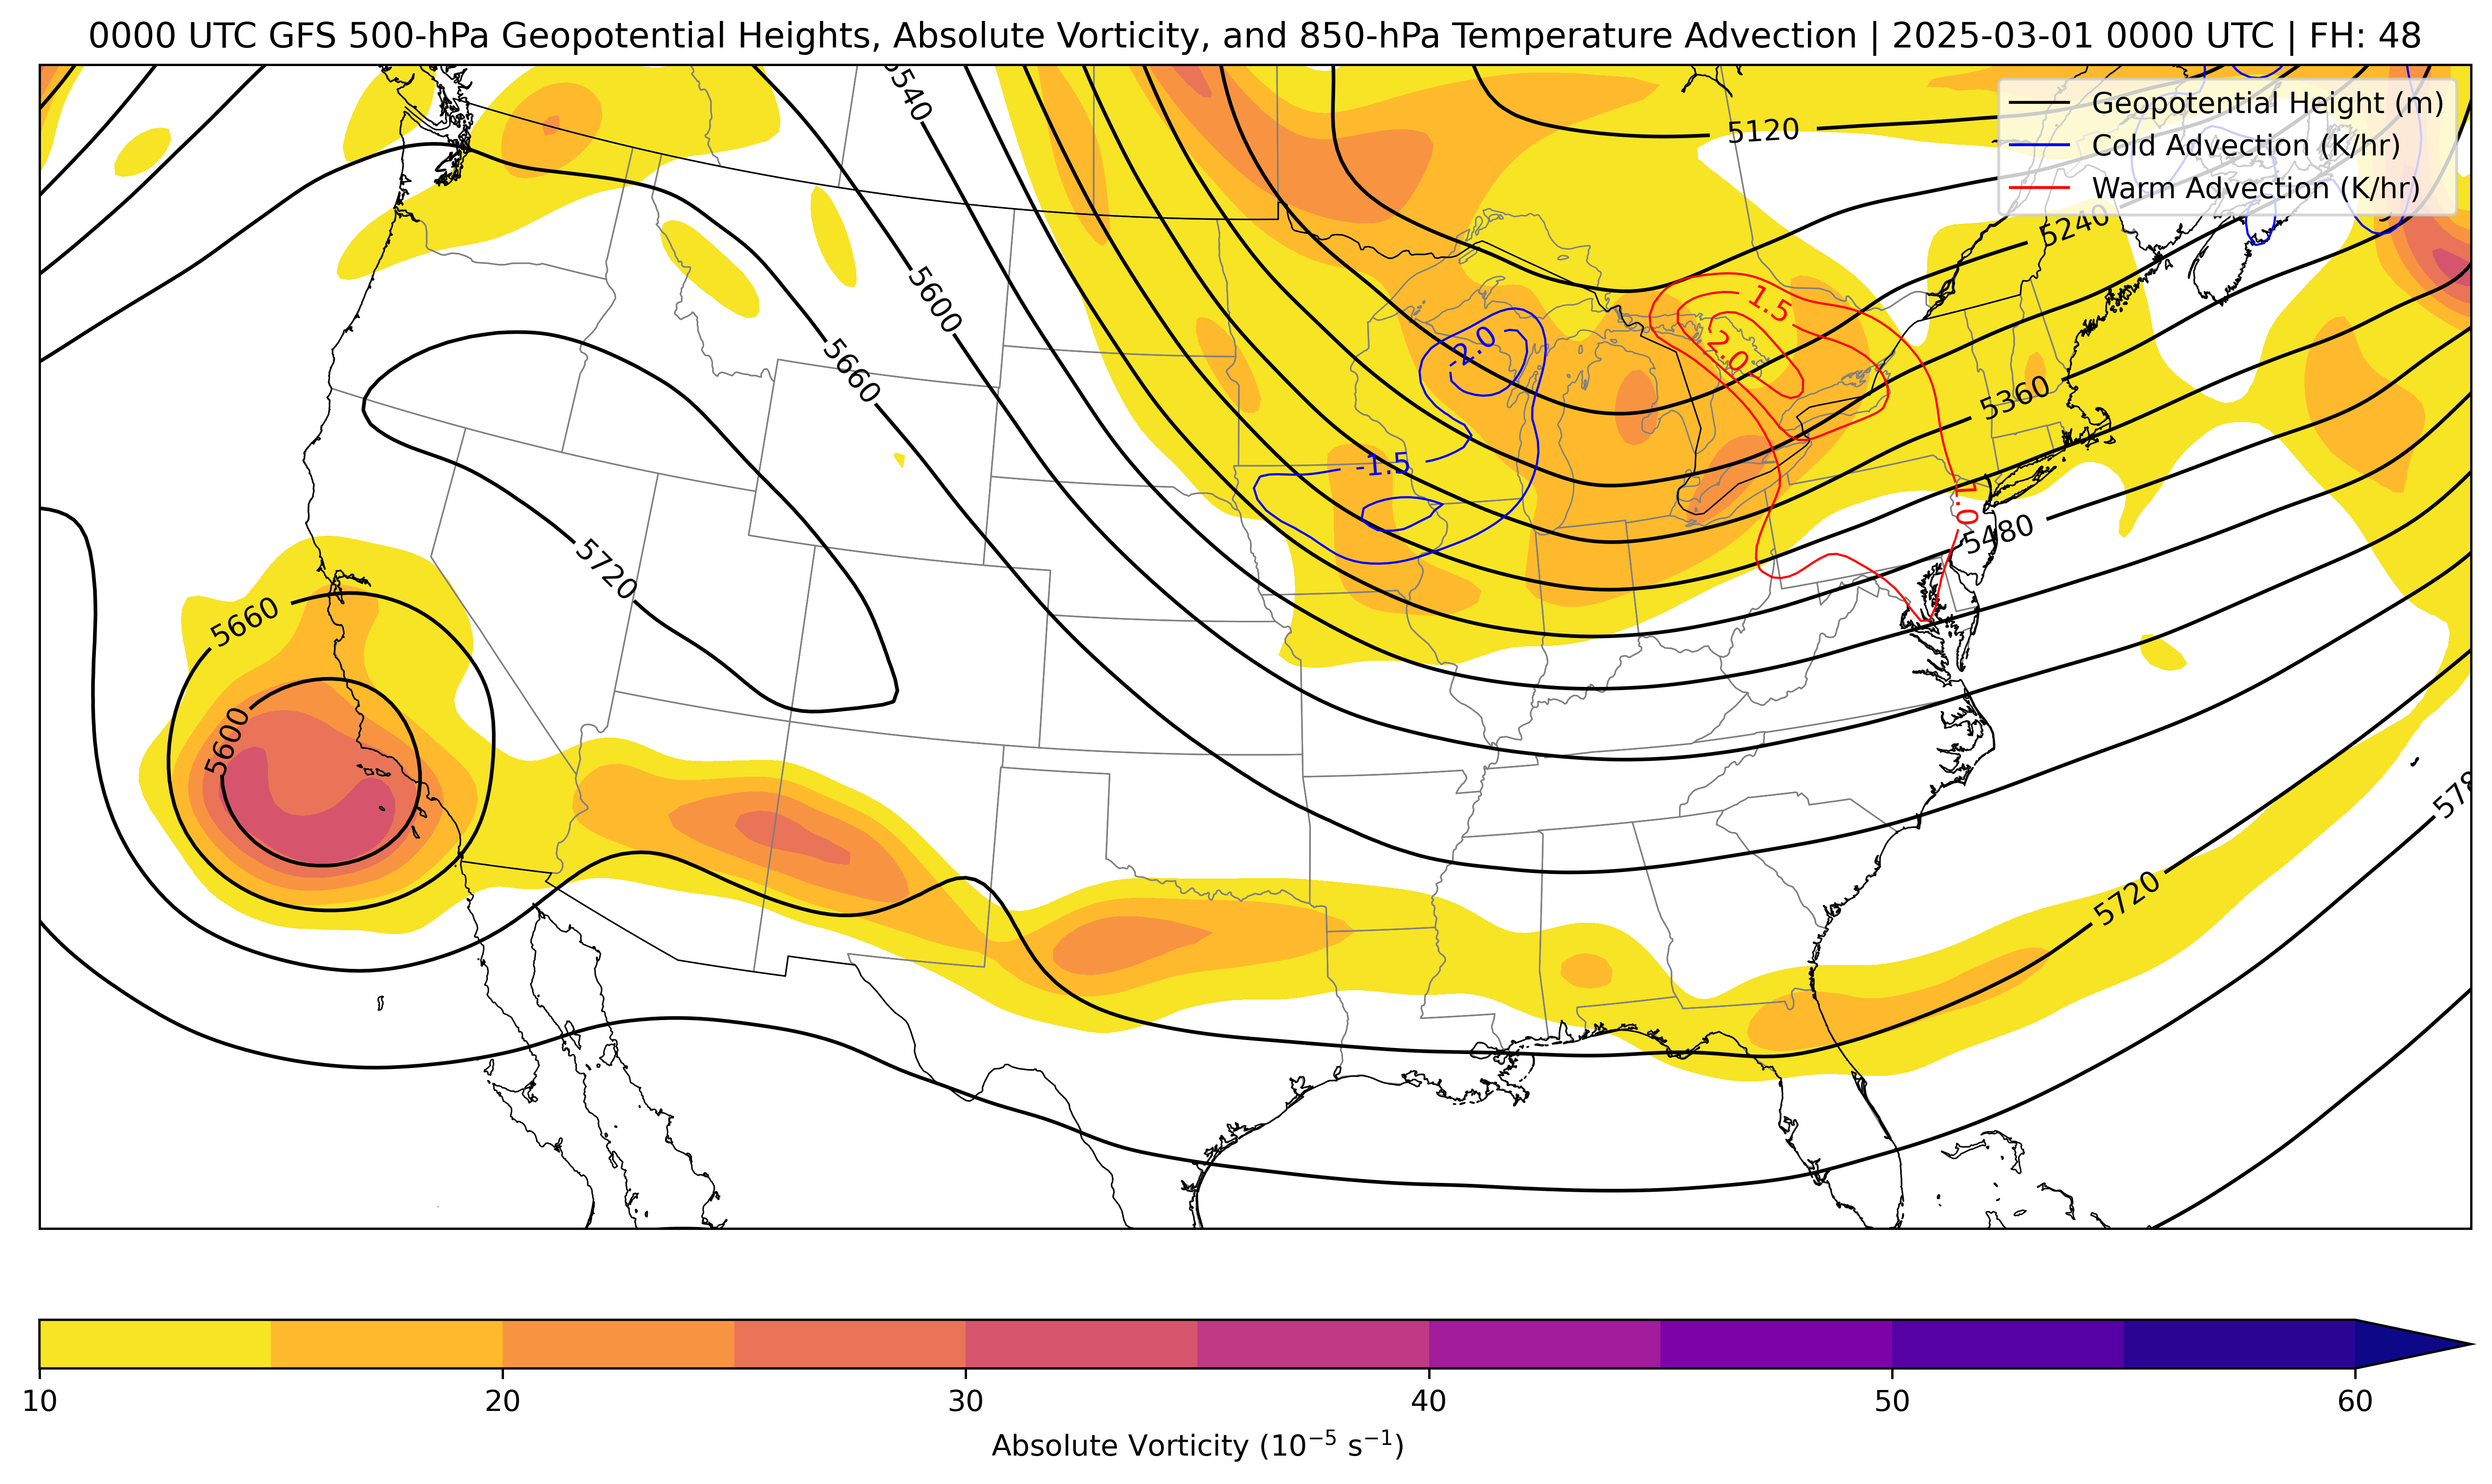 0000 UTC GFS 500-hPa Geopotential Heights, Absolute Vorticity, and 850-hPa Temperature Advection | 2025-03-01 0000 UTC | FH: 48
Geopotential Height (m)
Cold Advection (K/hr)
Warm Advection (K/hr)
5540
5120
5240
5600
1.5
-2.0
2.0
5660
5360
-1.5
1.0
5480
5720
5660
5600
578
5720
10 20 30 40 50 60
Absolute Vorticity (10⁻⁵ s⁻¹)